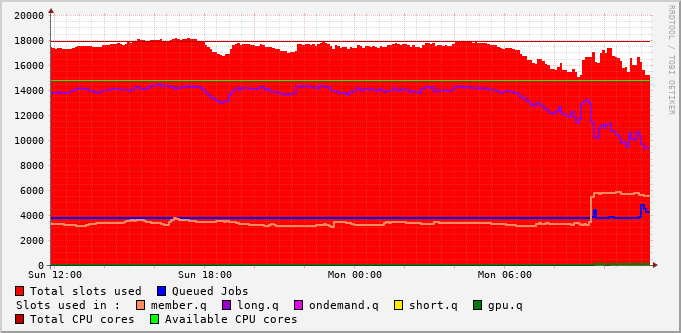 20000
18000
16000
14000
12000
10000
8000
6000
4000
2000
0
Sun 12:00 Sun 18:00 Mon 00:00 Mon 06:00
Total slots used Queued Jobs
Slots used in : member.q long.q ondemand.q short.q gpu.q
Total CPU cores Available CPU cores
RRDTOOL / TOBI OETIKER